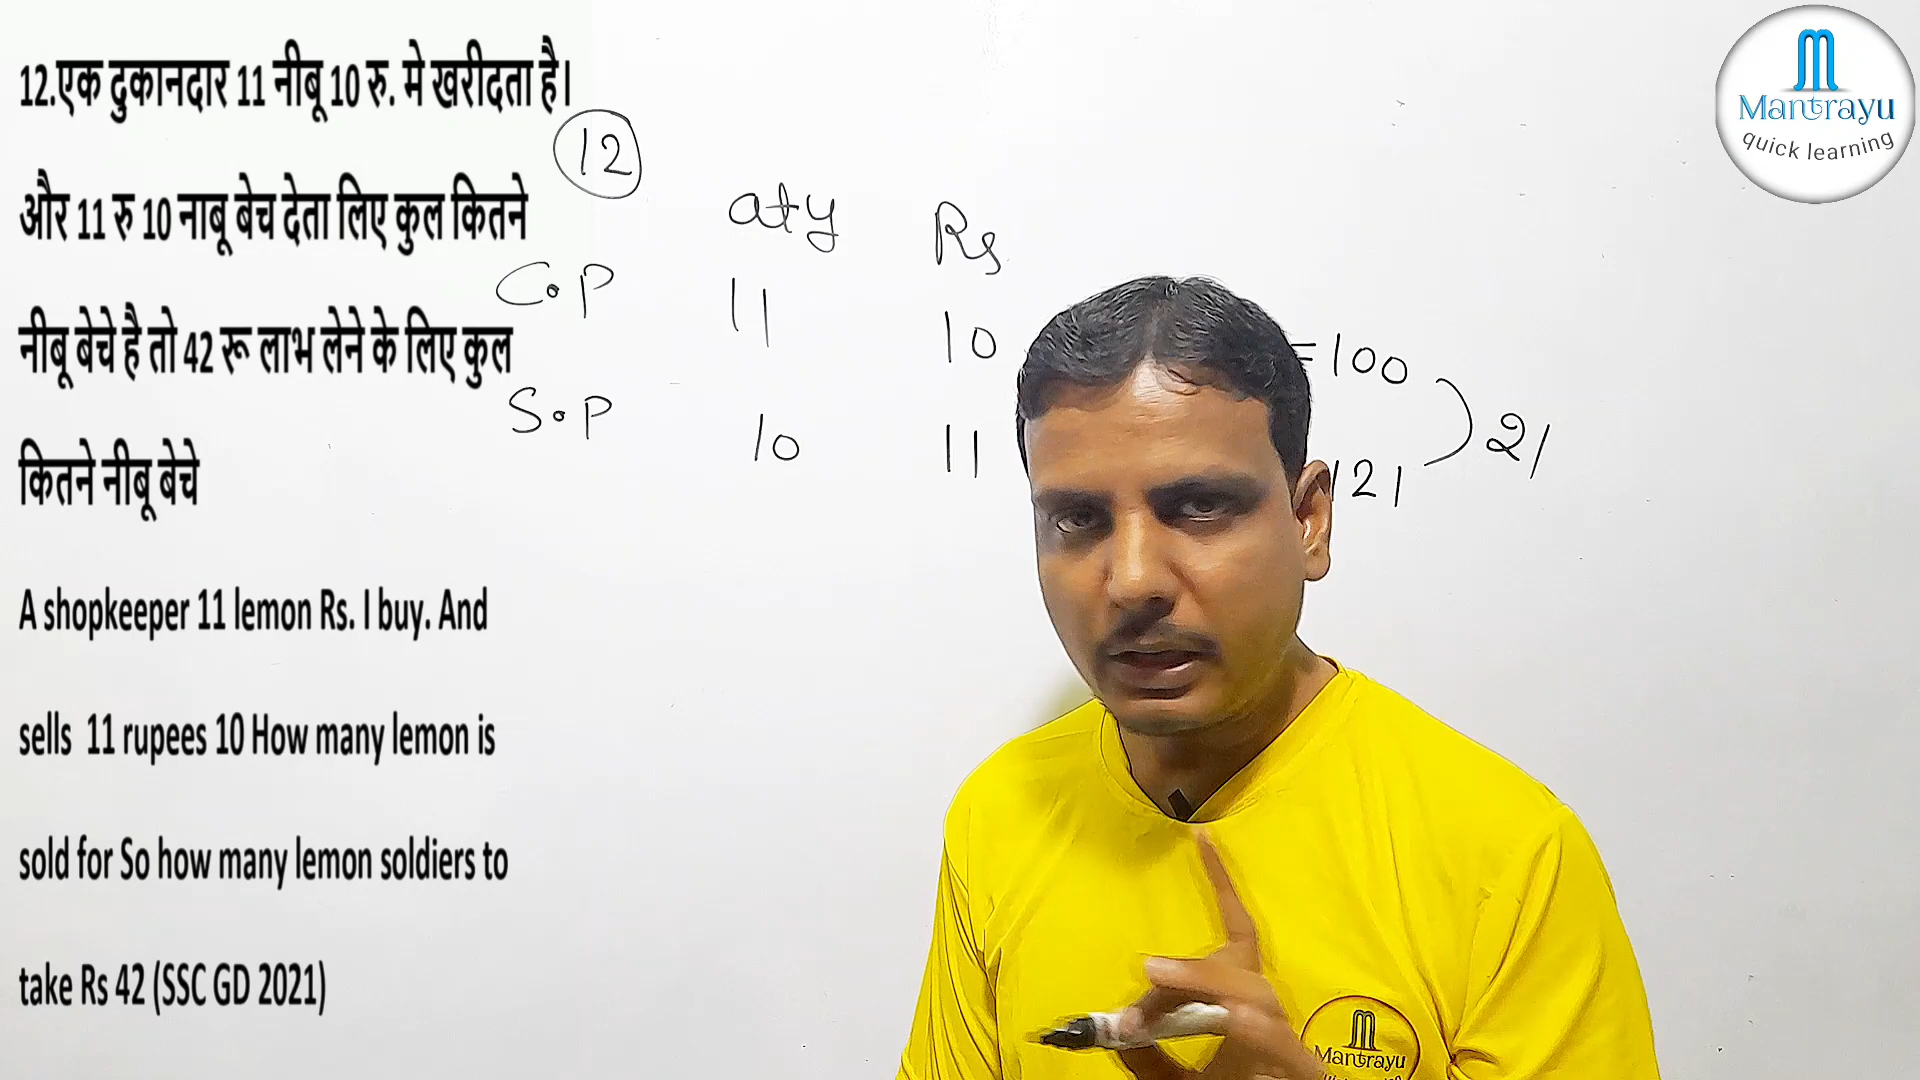 12.एक दुकानदार 11 नीबू 10 रु. मे खरीदता है।
और 11 रु 10 नाबू बेच देता लिए कुल कितने
नीबू बेचे है तो 42 रू लाभ लेने के लिए कुल
कितने नीबू बेचे
A shopkeeper 11 lemon Rs. I buy. And
sells 11 rupees 10 How many lemon is
sold for So how many lemon soldiers to
take Rs 42 (SSC GD 2021)
12
aty Rs
C.P 11 10 =100
S.P 10 11 121
21
Mantrayu
quick learning
Mantrayu